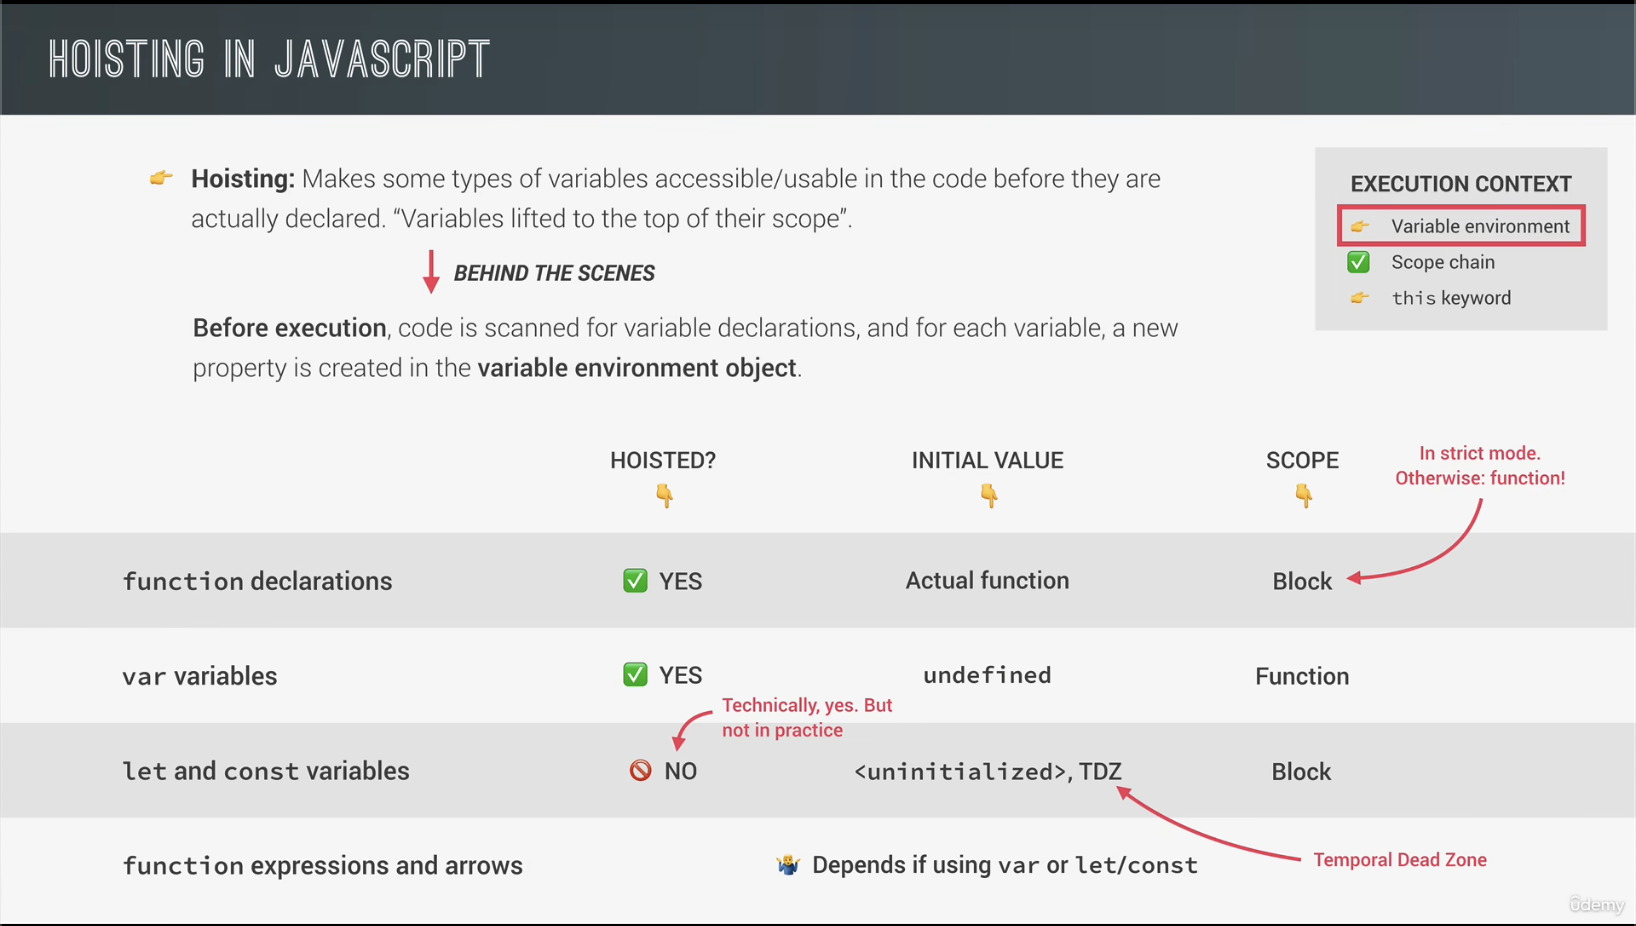 HOISTING IN JAVASCRIPT
Hoisting: Makes some types of variables accessible/usable in the code before they are
actually declared. “Variables lifted to the top of their scope”.
BEHIND THE SCENES
Before execution, code is scanned for variable declarations, and for each variable, a new
property is created in the variable environment object.
EXECUTION CONTEXT
Variable environment
Scope chain
this keyword
HOISTED?
INITIAL VALUE
SCOPE
In strict mode.
Otherwise: function!
function declarations
YES
Actual function
Block
var variables
YES
undefined
Function
Technically, yes. But
not in practice
let and const variables
NO
<uninitialized>, TDZ
Block
function expressions and arrows
Depends if using var or let/const
Temporal Dead Zone
ûdemy